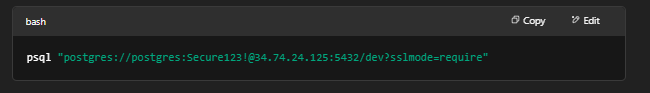 bash
Copy
Edit
psql "postgres://postgres:Secure123!@34.74.24.125:5432/dev?sslmode=require"